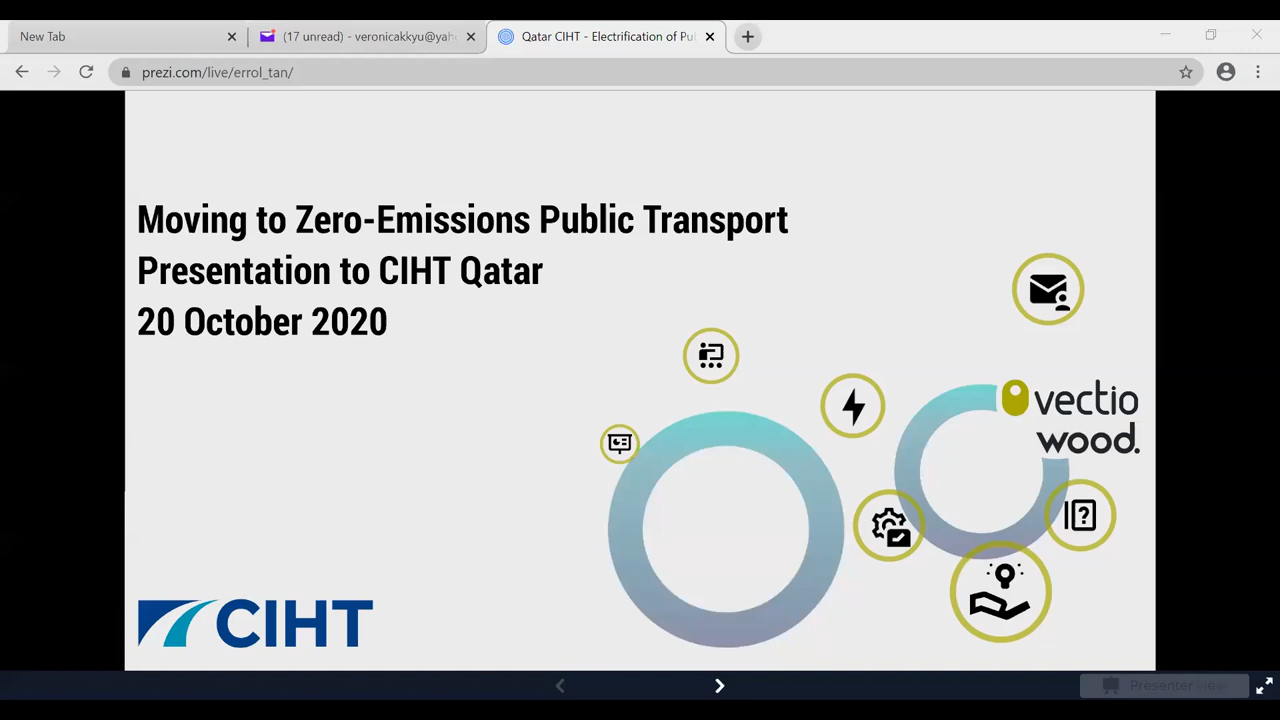 New Tab
(17 unread) - veronicakkyu@yah
Qatar CIHT - Electrification of Pu
prezi.com/live/errol_tan/
Moving to Zero-Emissions Public Transport
Presentation to CIHT Qatar
20 October 2020
vectio
wood.
CIHT
Presenter view